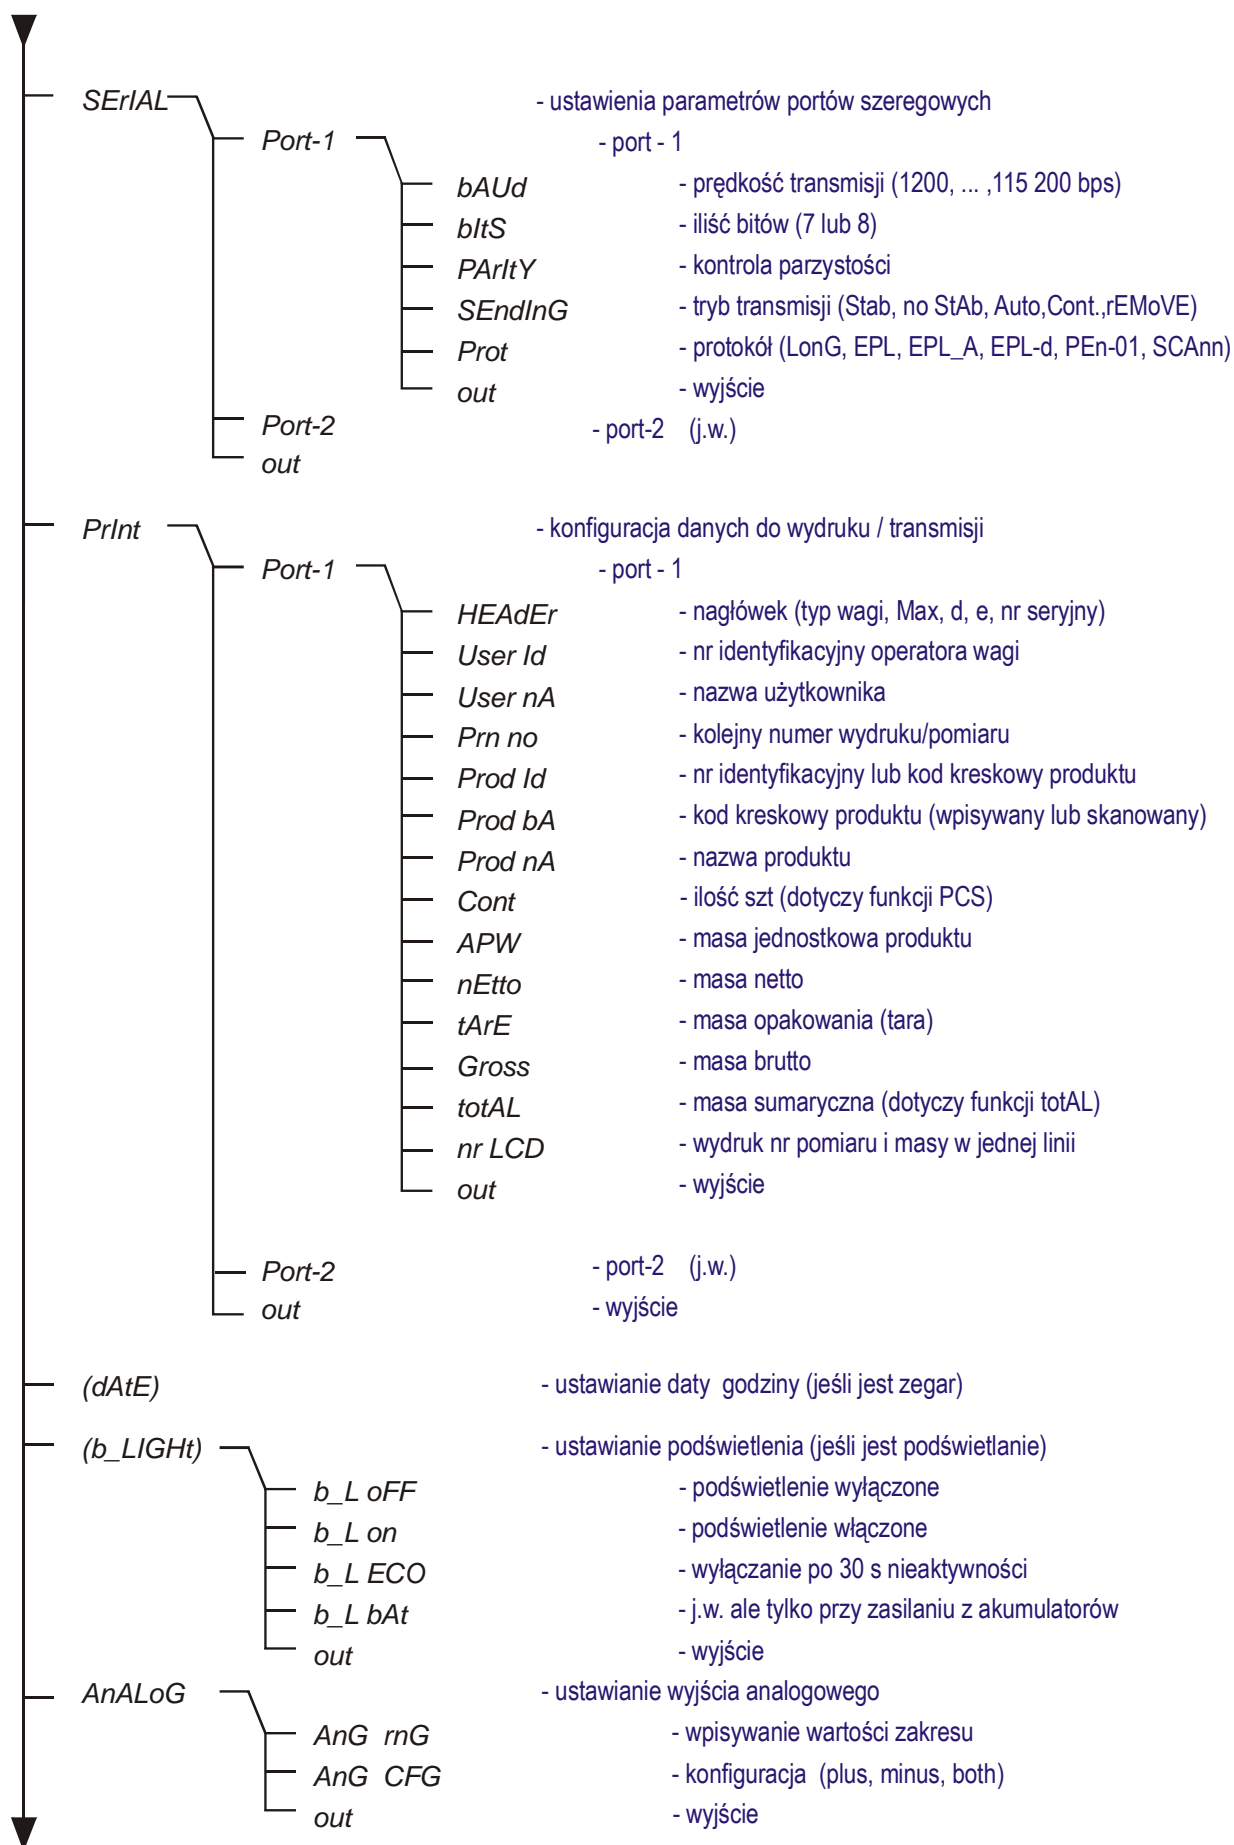 SErIAL - ustawienia parametrów portów szeregowych
Port-1 - port - 1
bAUd - prędkość transmisji (1200, ... ,115 200 bps)
bItS - iliść bitów (7 lub 8)
PArItY - kontrola parzystości
SEndInG - tryb transmisji (Stab, no StAb, Auto,Cont.,rEMoVE)
Prot - protokół (LonG, EPL, EPL_A, EPL-d, PEn-01, SCAnn)
out - wyjście
Port-2 - port-2 (j.w.)
out
PrInt - konfiguracja danych do wydruku / transmisji
Port-1 - port - 1
HEAdEr - nagłówek (typ wagi, Max, d, e, nr seryjny)
User Id - nr identyfikacyjny operatora wagi
User nA - nazwa użytkownika
Prn no - kolejny numer wydruku/pomiaru
Prod Id - nr identyfikacyjny lub kod kreskowy produktu
Prod bA - kod kreskowy produktu (wpisywany lub skanowany)
Prod nA - nazwa produktu
Cont - ilość szt (dotyczy funkcji PCS)
APW - masa jednostkowa produktu
nEtto - masa netto
tArE - masa opakowania (tara)
Gross - masa brutto
totAL - masa sumaryczna (dotyczy funkcji totAL)
nr LCD - wydruk nr pomiaru i masy w jednej linii
out - wyjście
Port-2 - port-2 (j.w.)
out - wyjście
(dAtE) - ustawianie daty godziny (jeśli jest zegar)
(b_LIGHt) - ustawianie podświetlenia (jeśli jest podświetlanie)
b_L oFF - podświetlenie wyłączone
b_L on - podświetlenie włączone
b_L ECO - wyłączanie po 30 s nieaktywności
b_L bAt - j.w. ale tylko przy zasilaniu z akumulatorów
out - wyjście
AnALoG - ustawianie wyjścia analogowego
AnG rnG - wpisywanie wartości zakresu
AnG CFG - konfiguracja (plus, minus, both)
out - wyjście